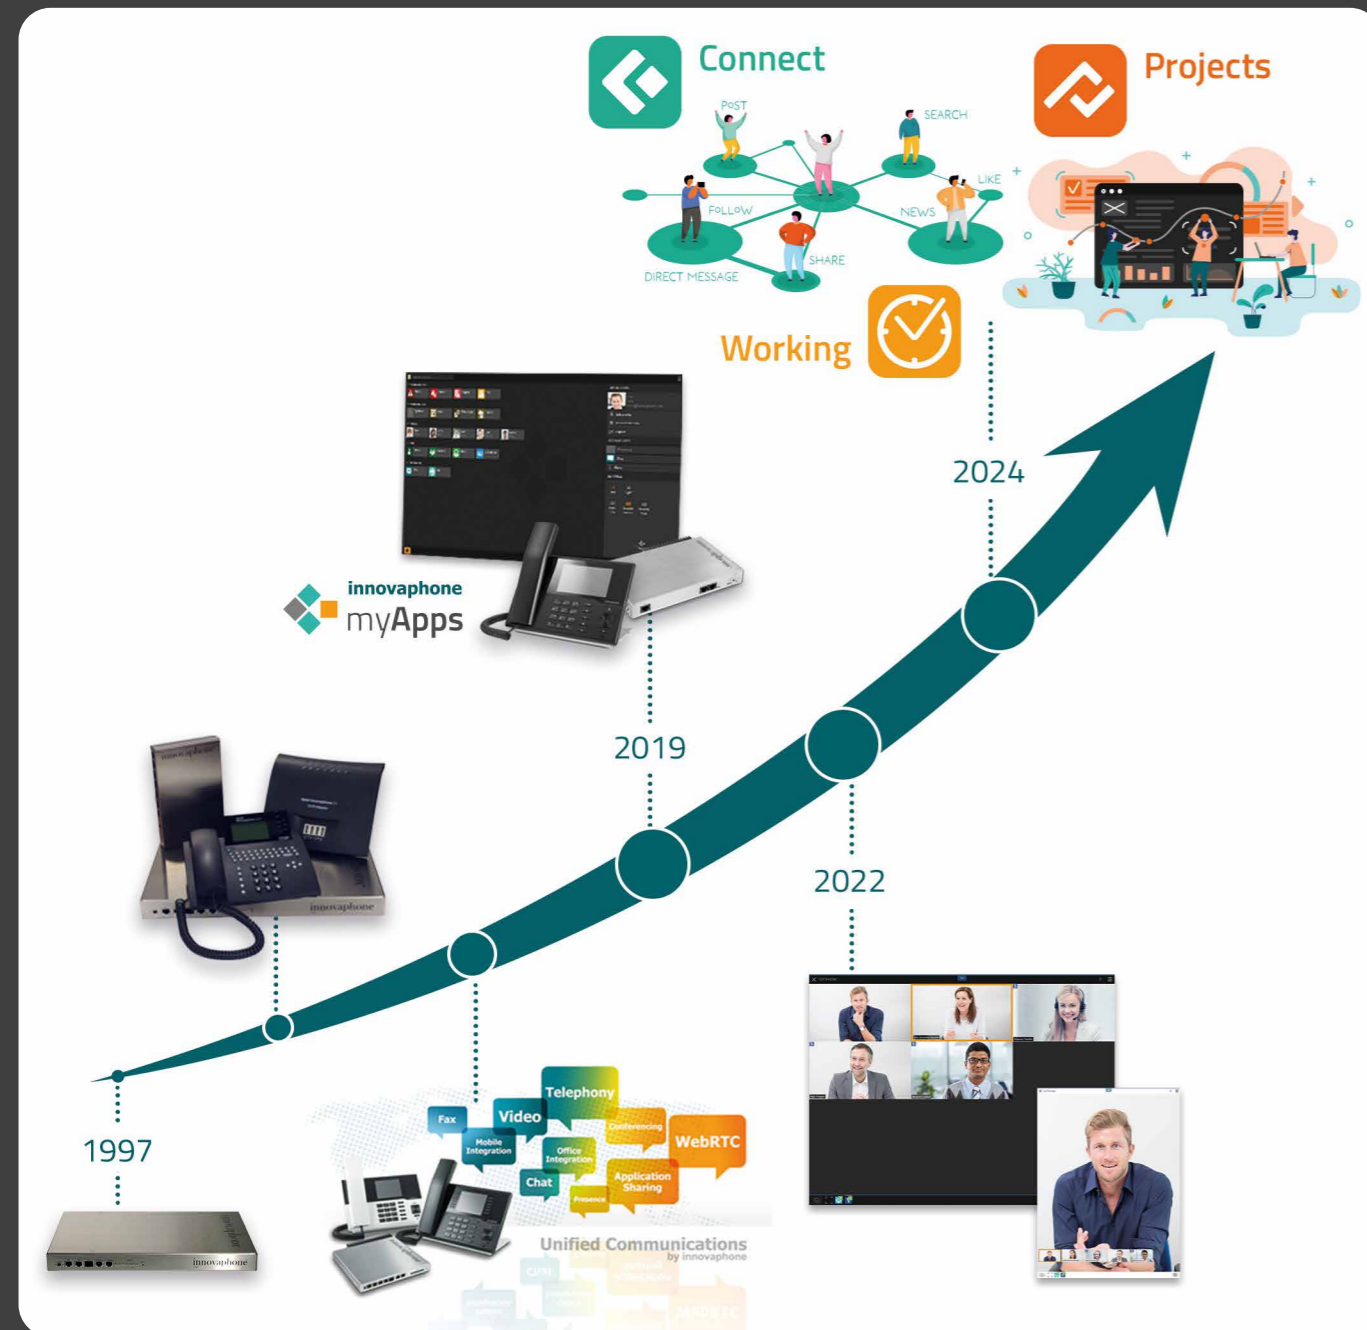 Connect
Projects
POST
SEARCH
LIKE
FOLLOW
NEWS
SHARE
DIRECT MESSAGE
Working
2024
innovaphone
myApps
2019
innovaphone
2022
1997
innovaphone
Telephony
Fax
Video
Conferencing
WebRTC
Mobile
Integration
Office
Integration
Chat
Application
Sharing
Presence
Unified Communications
by innovaphone